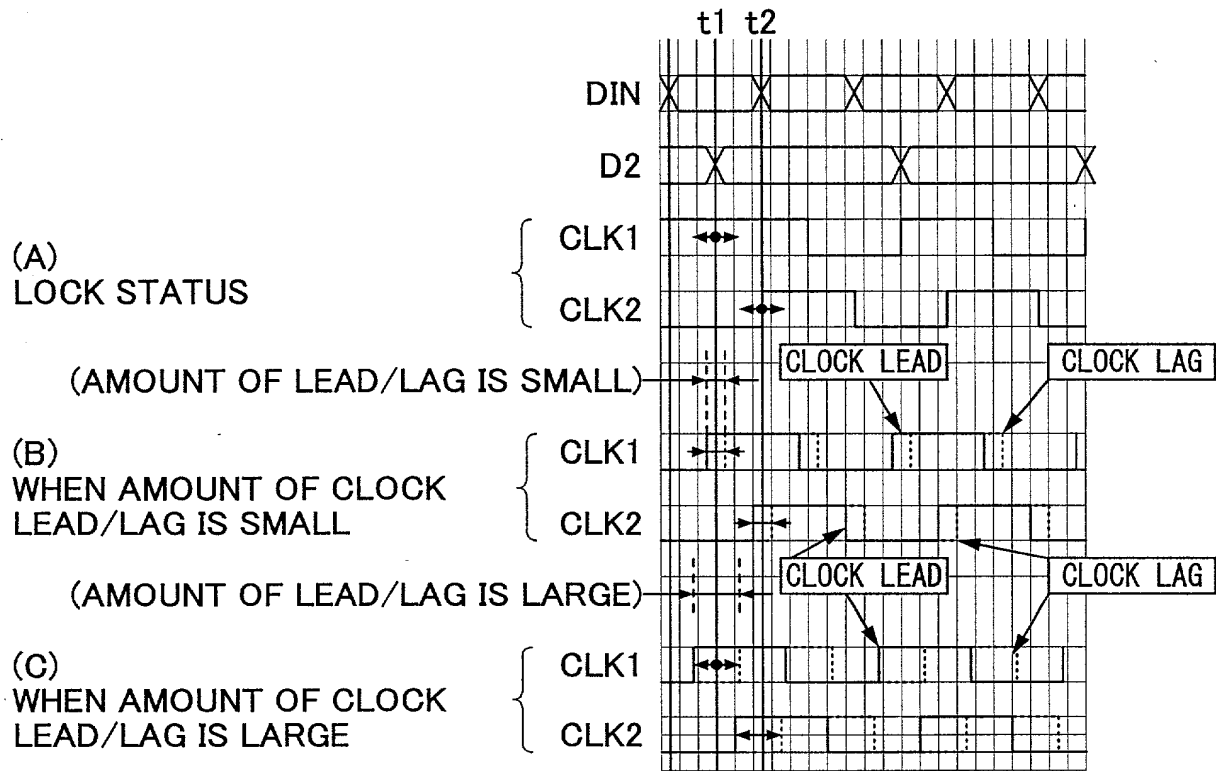 t1 t2
DIN
D2
(A)
LOCK STATUS
CLK1
CLK2
(AMOUNT OF LEAD/LAG IS SMALL)
CLOCK LEAD
CLOCK LAG
(B)
WHEN AMOUNT OF CLOCK
LEAD/LAG IS SMALL
CLK1
CLK2
(AMOUNT OF LEAD/LAG IS LARGE)
CLOCK LEAD
CLOCK LAG
(C)
WHEN AMOUNT OF CLOCK
LEAD/LAG IS LARGE
CLK1
CLK2